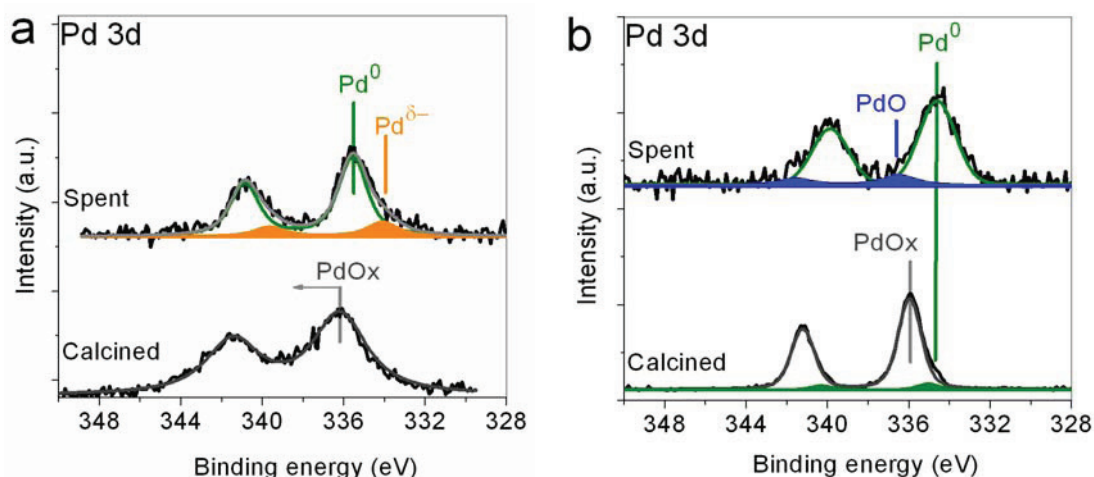 a
Pd 3d
Pd⁰
Pdδ−
Spent
PdOx
Calcined
Intensity (a.u.)
348 344 340 336 332 328
Binding energy (eV)
b
Pd 3d
Pd⁰
PdO
Spent
PdOx
Calcined
Intensity (a.u.)
348 344 340 336 332 328
Binding energy (eV)